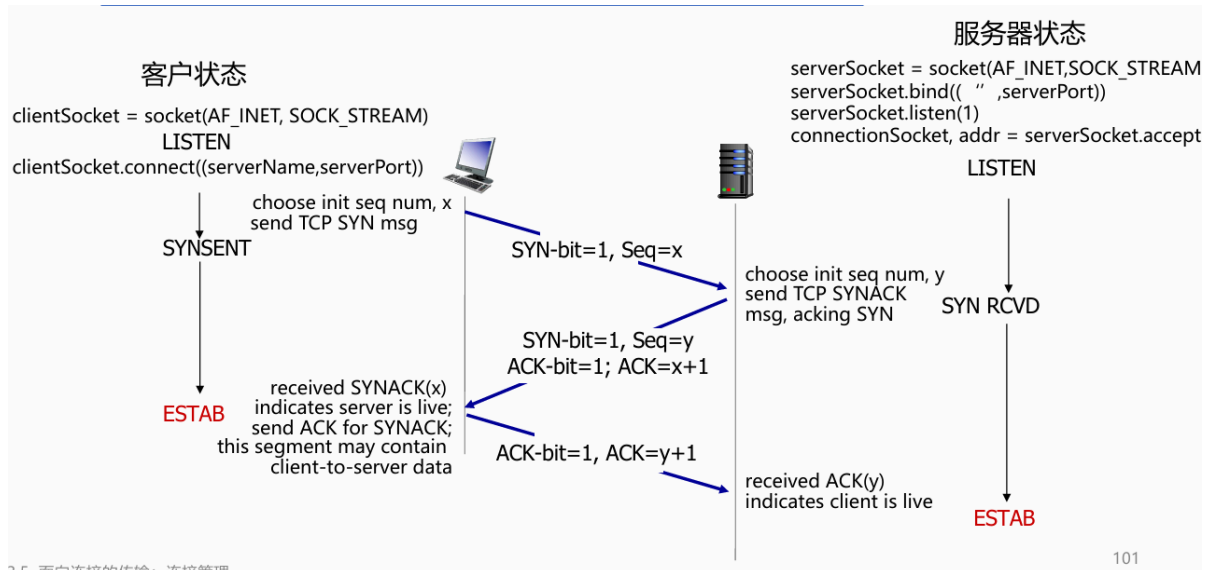 服务器状态
客户状态
serverSocket = socket(AF_INET,SOCK_STREAM
serverSocket.bind(( “ ,serverPort))
serverSocket.listen(1)
connectionSocket, addr = serverSocket.accept
LISTEN
clientSocket = socket(AF_INET, SOCK_STREAM)
LISTEN
clientSocket.connect((serverName,serverPort))
choose init seq num, x
send TCP SYN msg
SYNSENT
SYN-bit=1, Seq=x
choose init seq num, y
send TCP SYNACK
msg, acking SYN
SYN RCVD
SYN-bit=1, Seq=y
ACK-bit=1; ACK=x+1
received SYNACK(x)
indicates server is live;
send ACK for SYNACK;
this segment may contain
client-to-server data
ESTAB
ACK-bit=1, ACK=y+1
received ACK(y)
indicates client is live
ESTAB
101